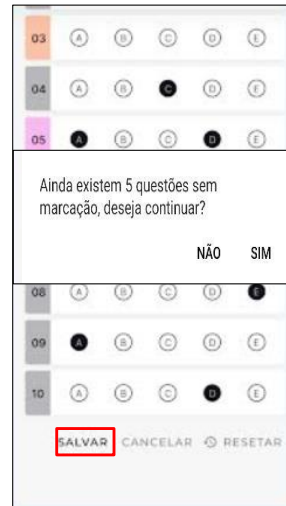 03 A B C D E
04 A B C D E
05 A B C D E
Ainda existem 5 questões sem
marcação, deseja continuar?
NÃO SIM
08 A B C D E
09 A B C D E
10 A B C D E
SALVAR CANCELAR RESETAR